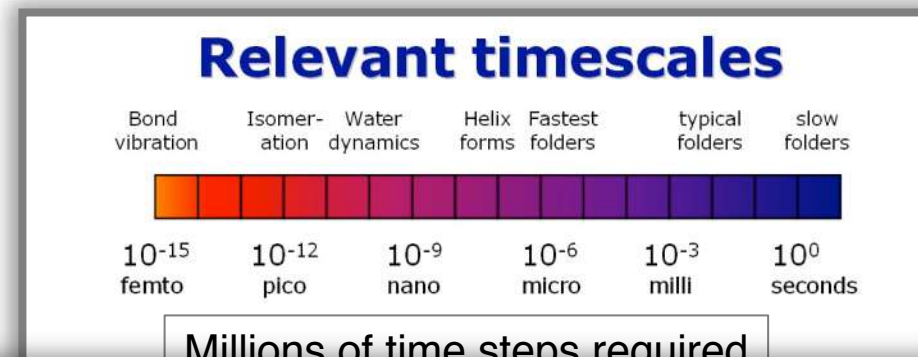 Relevant timescales
Bond Isomer- Water Helix Fastest typical slow
vibration ation dynamics forms folders folders folders
10⁻¹⁵ 10⁻¹² 10⁻⁹ 10⁻⁶ 10⁻³ 10⁰
femto pico nano micro milli seconds
Millions of time steps required